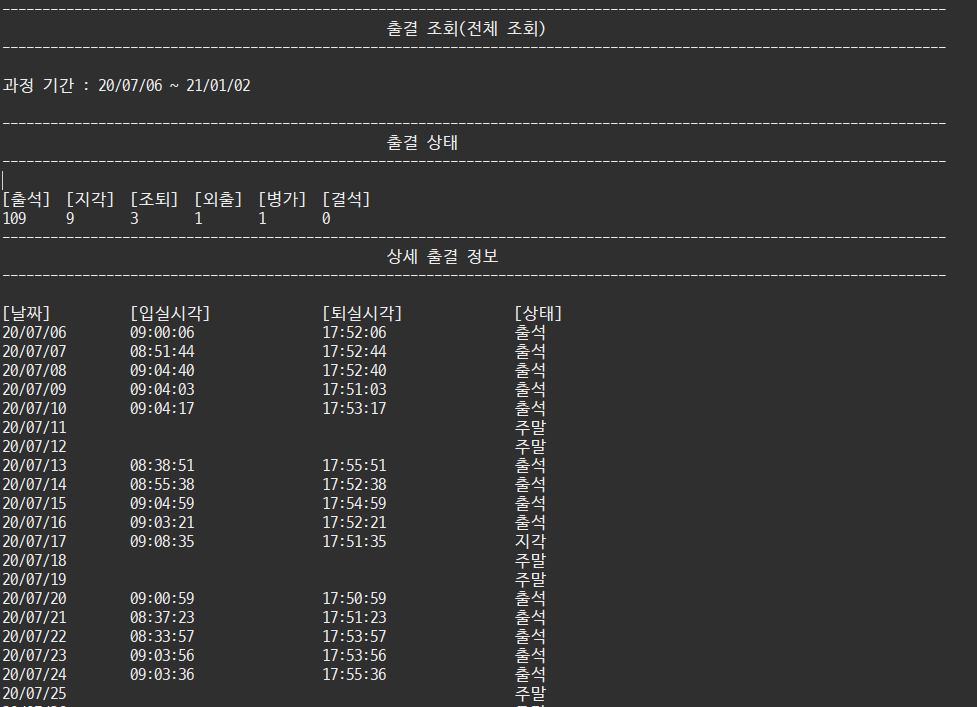 출결 조회(전체 조회)
과정 기간 : 20/07/06 ~ 21/01/02
출결 상태
[출석] [지각] [조퇴] [외출] [병가] [결석]
109 9 3 1 1 0
상세 출결 정보
[날짜] [입실시각] [퇴실시각] [상태]
20/07/06 09:00:06 17:52:06 출석
20/07/07 08:51:44 17:52:44 출석
20/07/08 09:04:40 17:52:40 출석
20/07/09 09:04:03 17:51:03 출석
20/07/10 09:04:17 17:53:17 출석
20/07/11 주말
20/07/12 주말
20/07/13 08:38:51 17:55:51 출석
20/07/14 08:55:38 17:52:38 출석
20/07/15 09:04:59 17:54:59 출석
20/07/16 09:03:21 17:52:21 출석
20/07/17 09:08:35 17:51:35 지각
20/07/18 주말
20/07/19 주말
20/07/20 09:00:59 17:50:59 출석
20/07/21 08:37:23 17:51:23 출석
20/07/22 08:33:57 17:53:57 출석
20/07/23 09:03:56 17:53:56 출석
20/07/24 09:03:36 17:55:36 출석
20/07/25 주말